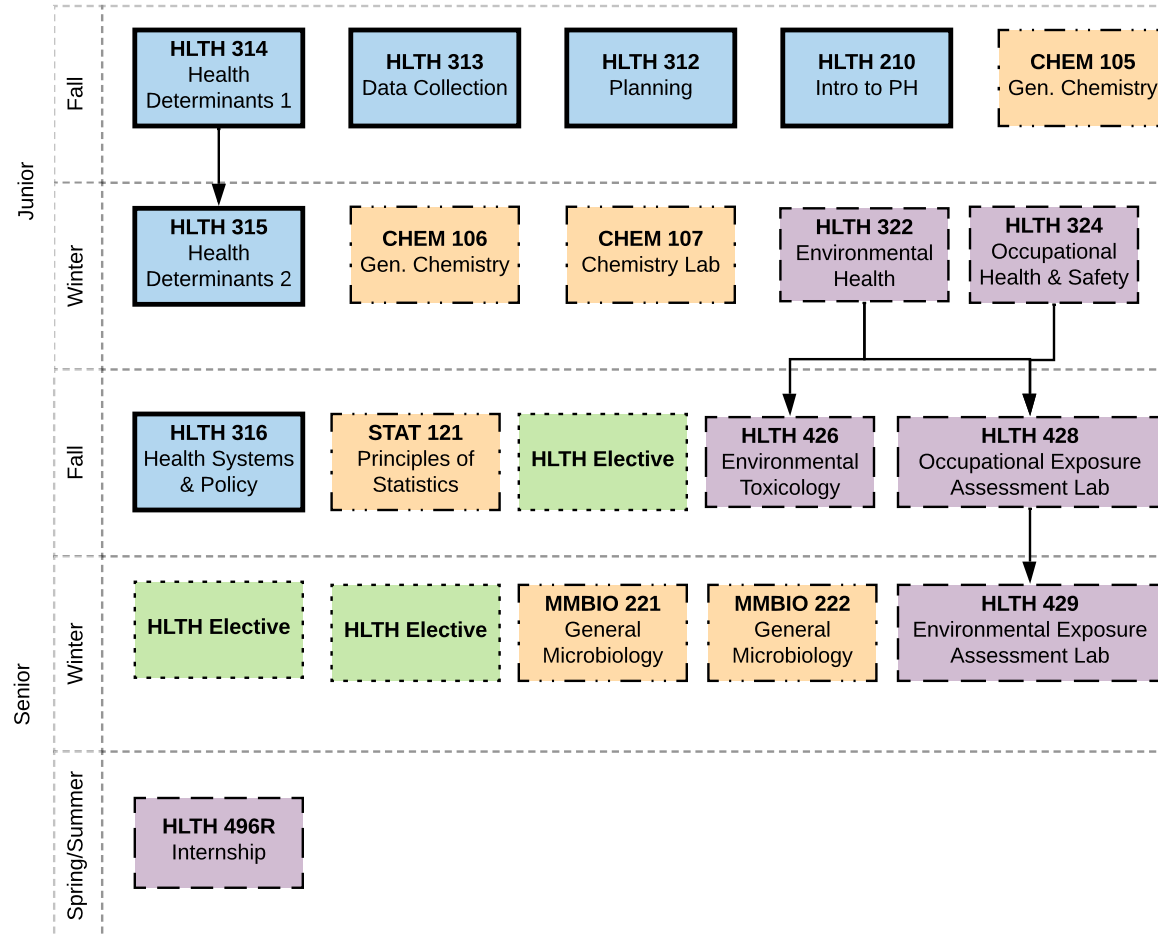 Junior
Fall
HLTH 314
Health
Determinants 1
HLTH 313
Data Collection
HLTH 312
Planning
HLTH 210
Intro to PH
CHEM 105
Gen. Chemistry
Winter
HLTH 315
Health
Determinants 2
CHEM 106
Gen. Chemistry
CHEM 107
Chemistry Lab
HLTH 322
Environmental
Health
HLTH 324
Occupational
Health & Safety
Senior
Fall
HLTH 316
Health Systems
& Policy
STAT 121
Principles of
Statistics
HLTH Elective
HLTH 426
Environmental
Toxicology
HLTH 428
Occupational Exposure
Assessment Lab
Winter
HLTH Elective
HLTH Elective
MMBIO 221
General
Microbiology
MMBIO 222
General
Microbiology
HLTH 429
Environmental Exposure
Assessment Lab
Spring/Summer
HLTH 496R
Internship